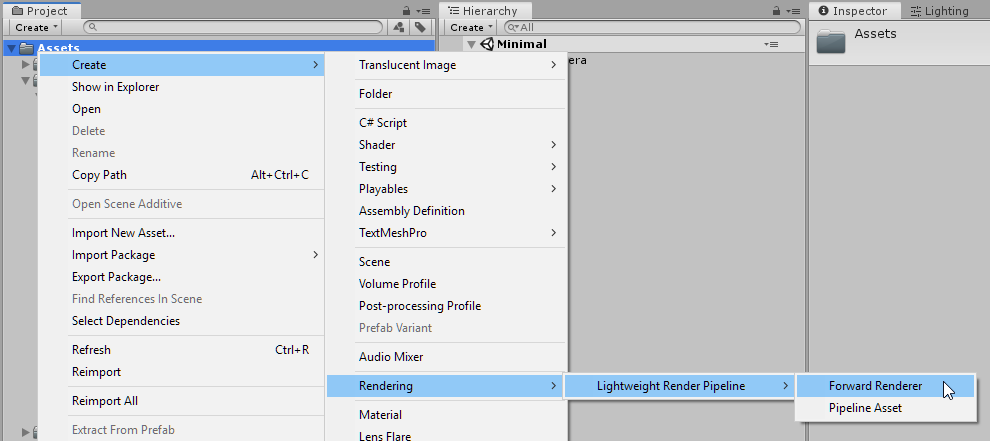 Project
Create
Assets
Create
Show in Explorer
Open
Delete
Rename
Copy Path Alt+Ctrl+C
Open Scene Additive
Import New Asset...
Import Package
Export Package...
Find References In Scene
Select Dependencies
Refresh Ctrl+R
Reimport
Reimport All
Extract From Prefab
Hierarchy
Create All
Minimal
era
Translucent Image
Folder
C# Script
Shader
Testing
Playables
Assembly Definition
TextMeshPro
Scene
Volume Profile
Post-processing Profile
Prefab Variant
Audio Mixer
Rendering
Material
Lens Flare
Lightweight Render Pipeline
Forward Renderer
Pipeline Asset
Inspector Lighting
Assets